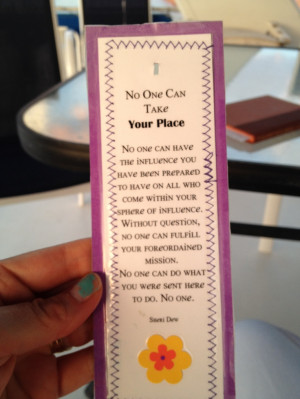 No One Can
Take
Your Place
No one can have
the influence you
have been prepared
to have on all who
come within your
sphere of influence.
Without question,
no one can fulfill
your foreordained
mission.
No one can do what
you were sent here
to do. No one.
Sheri Dew